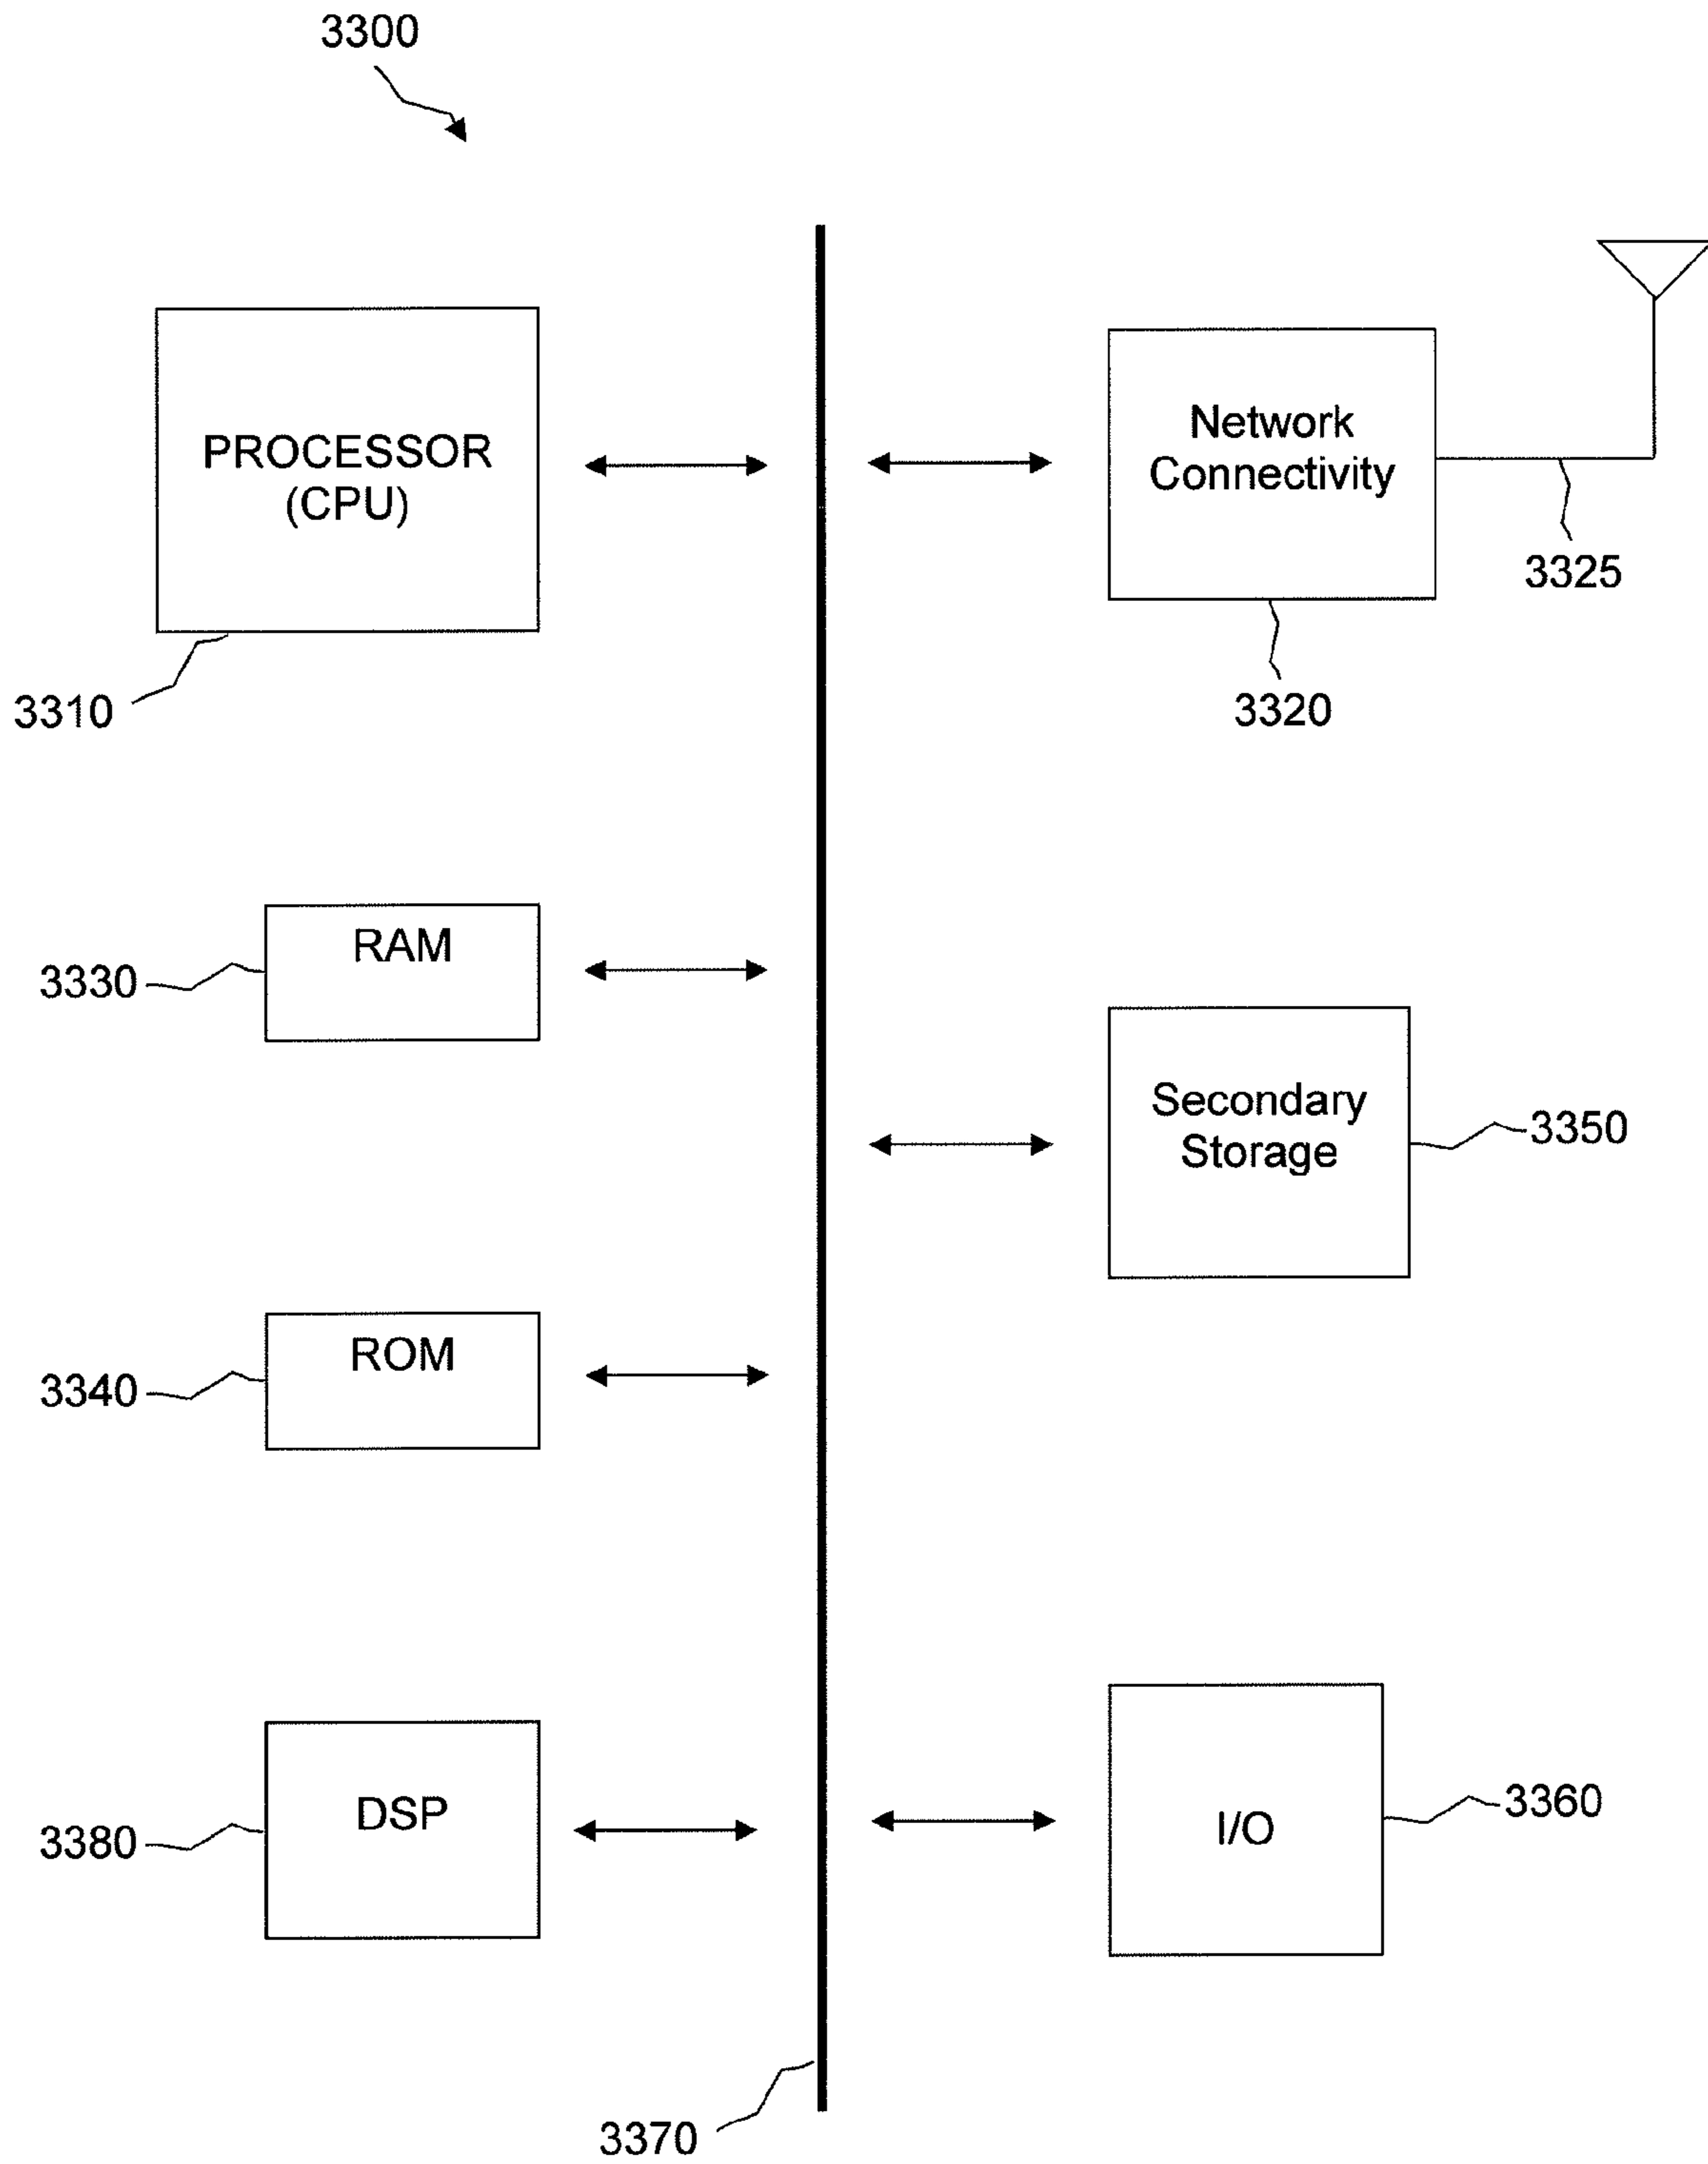 3300
PROCESSOR
(CPU)
3310
Network
Connectivity
3325
3320
RAM
3330
Secondary
Storage
3350
ROM
3340
DSP
3380
I/O
3360
3370